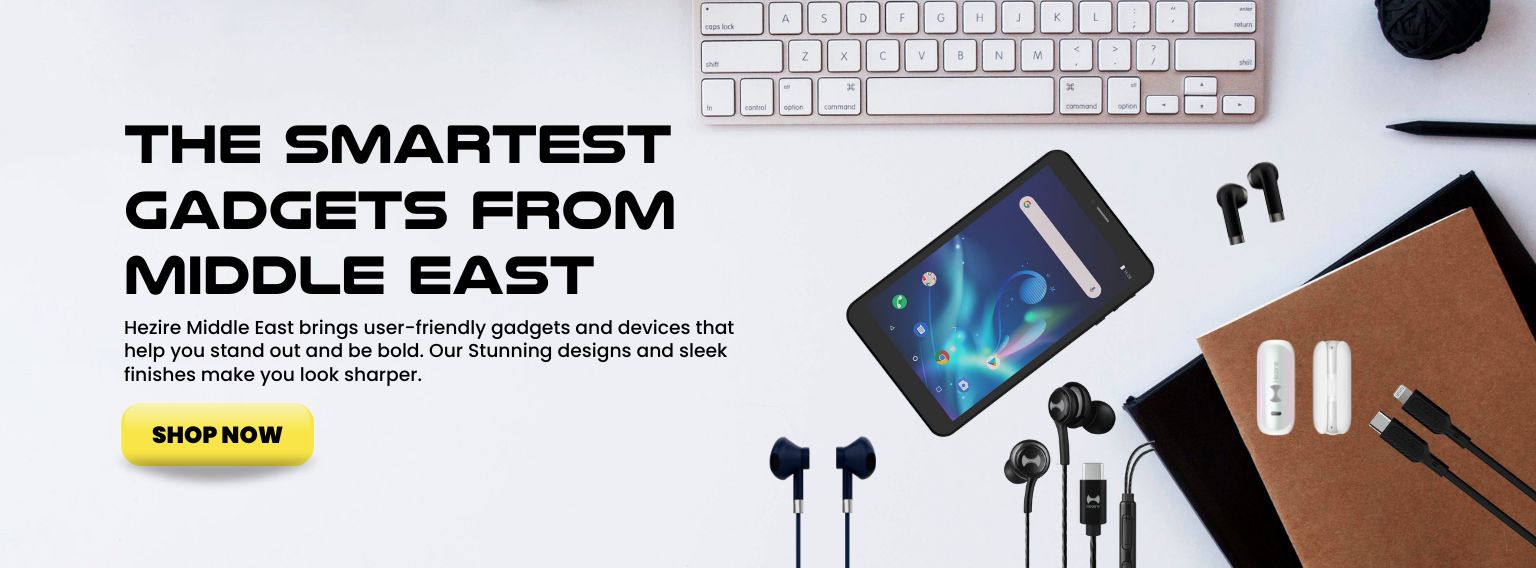 caps lock A S D F G H J K L : ; " ' enter return
shift Z X C V B N M < , > . ? / shift
fn control alt option ⌘ command ⌘ command alt option
THE SMARTEST
GADGETS FROM
MIDDLE EAST
Hezire Middle East brings user-friendly gadgets and devices that
help you stand out and be bold. Our Stunning designs and sleek
finishes make you look sharper.
SHOP NOW